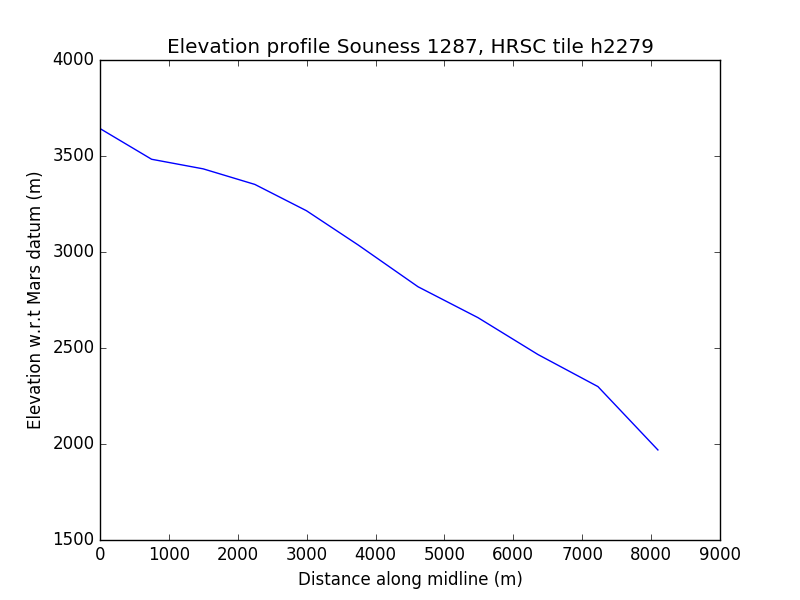 Elevation profile Souness 1287, HRSC tile h2279
4000
3500
3000
2500
2000
1500
Elevation w.r.t Mars datum (m)
0 1000 2000 3000 4000 5000 6000 7000 8000 9000
Distance along midline (m)